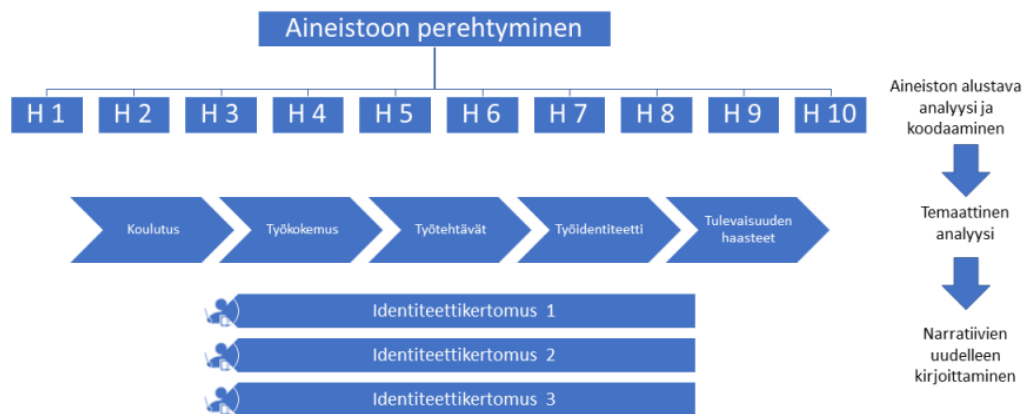 Aineistoon perehtyminen
H 1 H 2 H 3 H 4 H 5 H 6 H 7 H 8 H 9 H 10
Aineiston alustava
analyysi ja
koodaaminen
Koulutus
Työkokemus
Työtehtävät
Työidentiteetti
Tulevaisuuden
haasteet
Temaattinen
analyysi
Identiteettikertomus 1
Identiteettikertomus 2
Identiteettikertomus 3
Narratiivien
uudelleen
kirjoittaminen